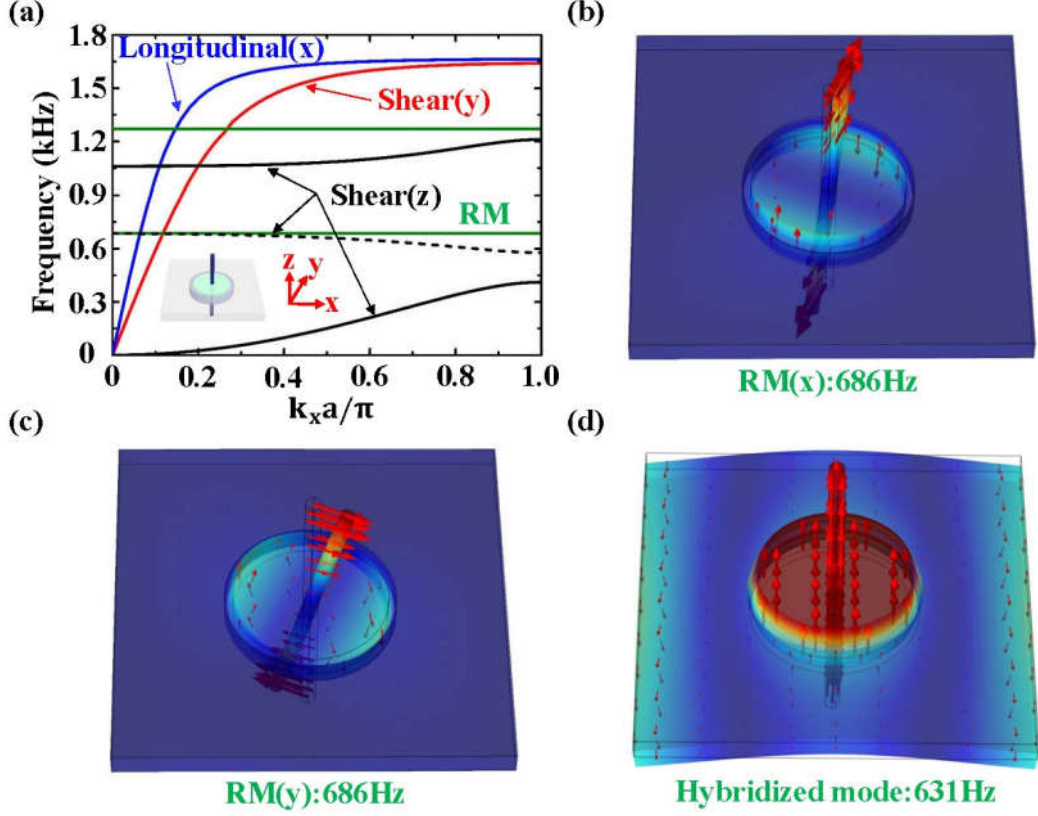 (a)
1.8
1.5
1.2
0.9
0.6
0.3
0
Frequency (kHz)
Longitudinal(x)
Shear(y)
Shear(z)
RM
z
y
x
0
0.2
0.4
0.6
0.8
1.0
kₓa/π
(b)
RM(x):686Hz
(c)
RM(y):686Hz
(d)
Hybridized mode:631Hz